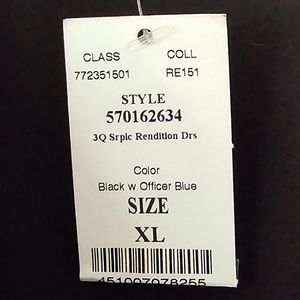 CLASS COLL
772351501 RE151
STYLE
570162634
3Q Srplc Rendition Drs
Color
Black w Officer Blue
SIZE
XL